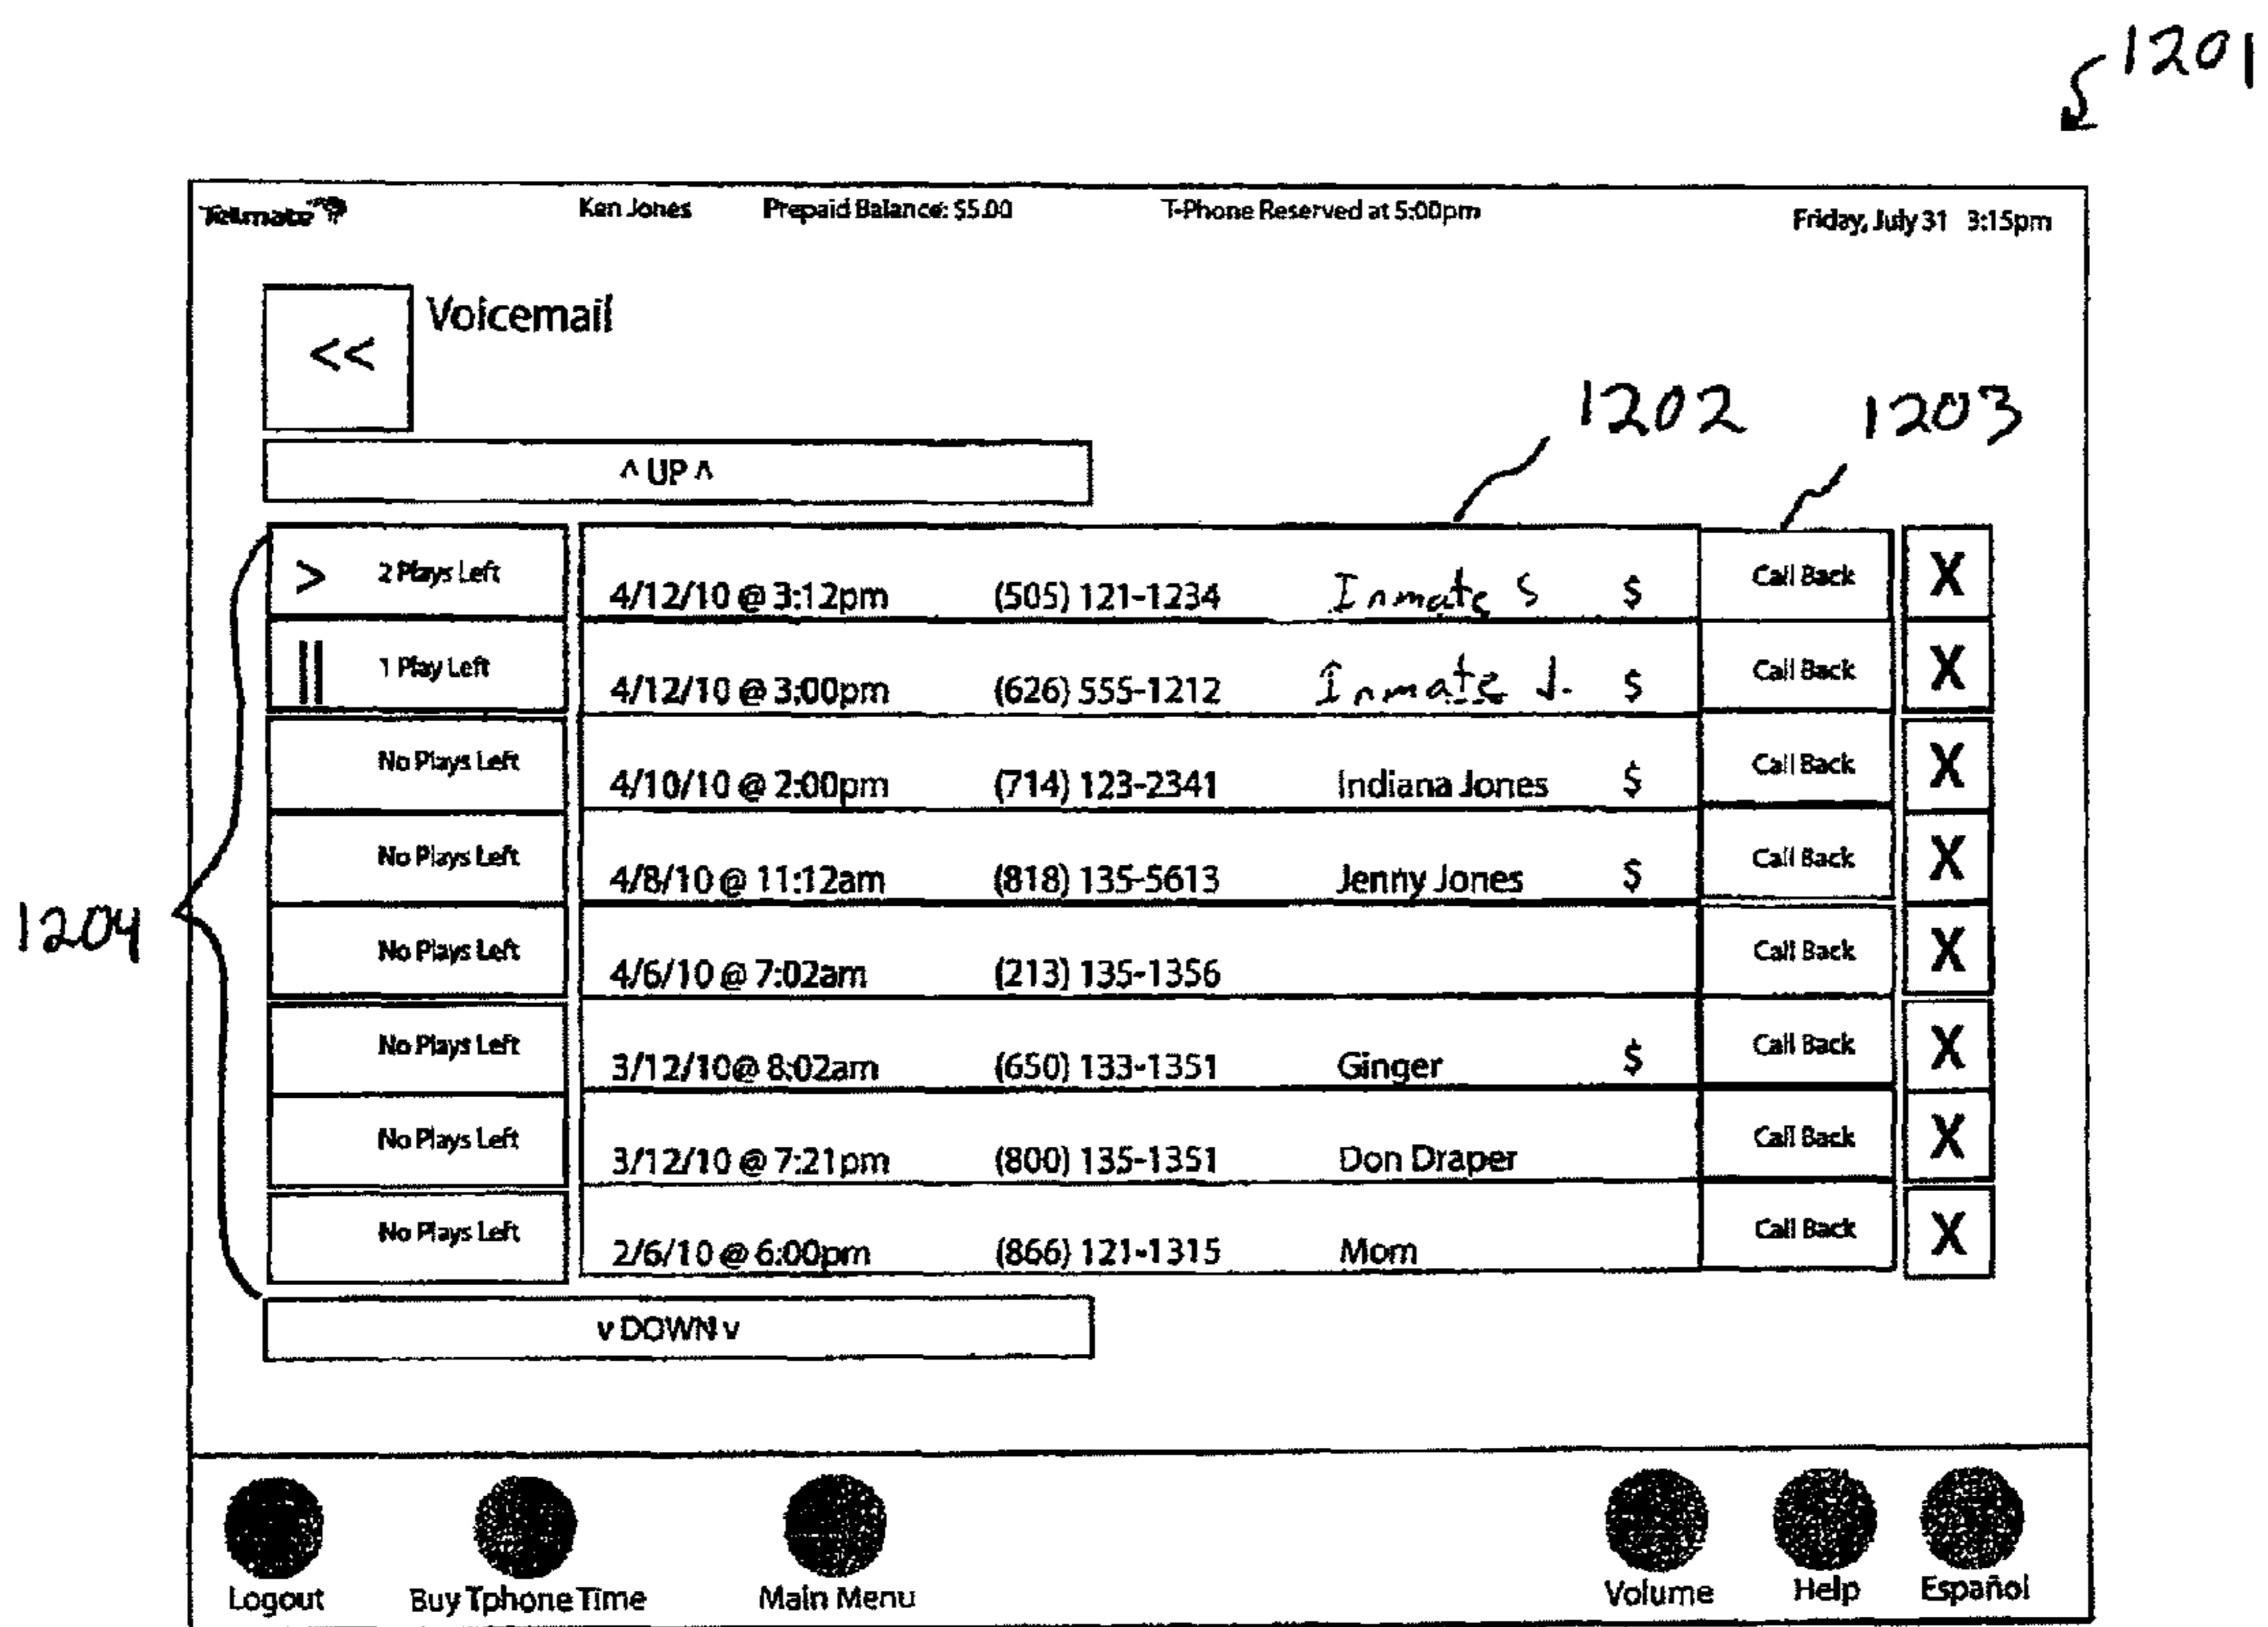 1201
Telmate Ken Jones Prepaid Balance: $5.00 T-Phone Reserved at 5:00pm Friday, July 31 3:15pm
<< Voicemail
1202 1203
^ UP ^
> 2 Plays Left 4/12/10 @ 3:12pm (505) 121-1234 Inmate S $ Call Back X
|| 1 Play Left 4/12/10 @ 3:00pm (626) 555-1212 Inmate J. $ Call Back X
No Plays Left 4/10/10 @ 2:00pm (714) 123-2341 Indiana Jones $ Call Back X
No Plays Left 4/8/10 @ 11:12am (818) 135-5613 Jenny Jones $ Call Back X
1204
No Plays Left 4/6/10 @ 7:02am (213) 135-1356 Call Back X
No Plays Left 3/12/10@ 8:02am (650) 133-1351 Ginger $ Call Back X
No Plays Left 3/12/10 @ 7:21pm (800) 135-1351 Don Draper Call Back X
No Plays Left 2/6/10 @ 6:00pm (866) 121-1315 Mom Call Back X
v DOWN v
Logout Buy Tphone Time Main Menu Volume Help Español